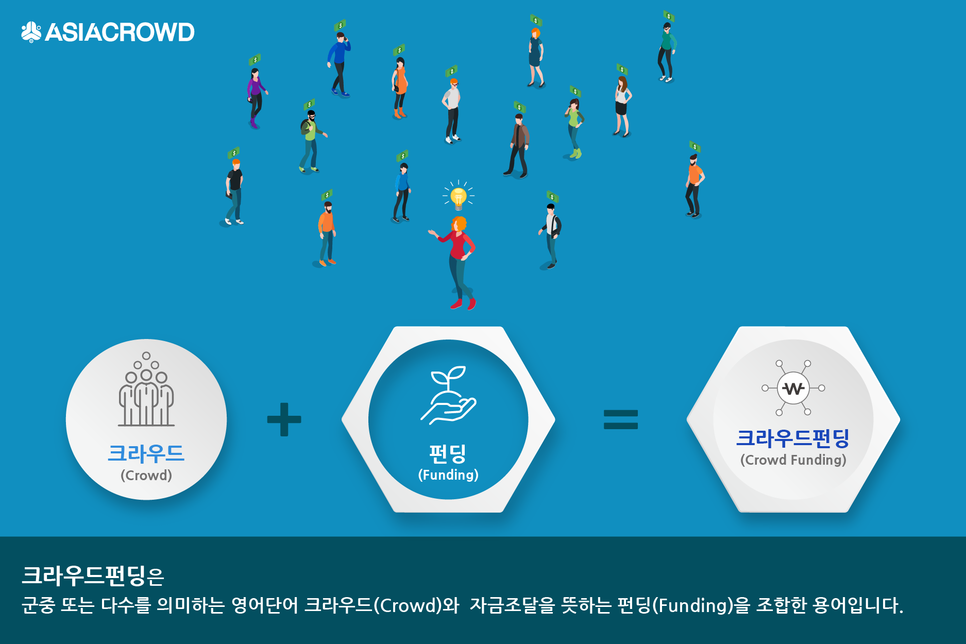 ASIACROWD
크라우드
(Crowd)
+
펀딩
(Funding)
=
₩
크라우드펀딩
(Crowd Funding)
크라우드펀딩은
군중 또는 다수를 의미하는 영어단어 크라우드(Crowd)와 자금조달을 뜻하는 펀딩(Funding)을 조합한 용어입니다.